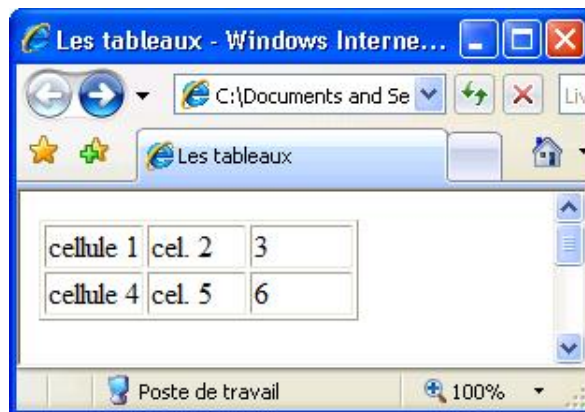 Les tableaux - Windows Interne...
C:\Documents and Se
Liv
Les tableaux
cellule 1 cel. 2 3
cellule 4 cel. 5 6
Poste de travail 100%